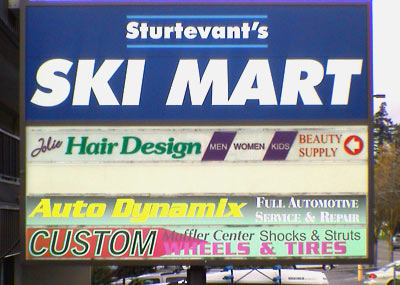 Sturtevant's
SKI MART
Jolie Hair Design MEN WOMEN KIDS BEAUTY SUPPLY
Auto Dynamix FULL AUTOMOTIVE SERVICE & REPAIR
CUSTOM Muffler Center Shocks & Struts
WHEELS & TIRES